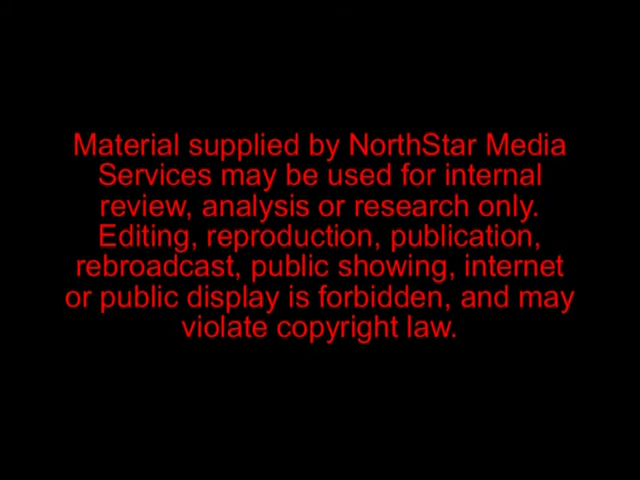 Material supplied by NorthStar Media
Services may be used for internal
review, analysis or research only.
Editing, reproduction, publication,
rebroadcast, public showing, internet
or public display is forbidden, and may
violate copyright law.